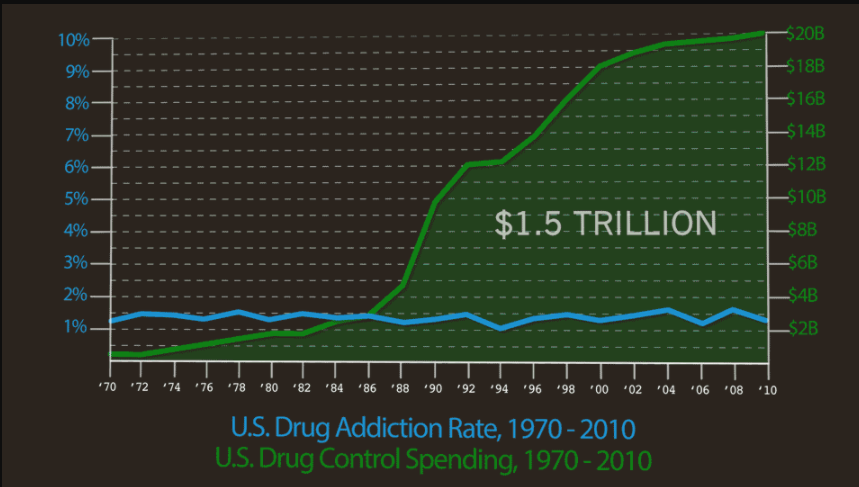 10%
9%
8%
7%
6%
5%
4%
3%
2%
1%
$20B
$18B
$16B
$14B
$12B
$10B
$8B
$6B
$4B
$2B
$1.5 TRILLION
'70 '72 '74 '76 '78 '80 '82 '84 '86 '88 '90 '92 '94 '96 '98 '00 '02 '04 '06 '08 '10
U.S. Drug Addiction Rate, 1970 - 2010
U.S. Drug Control Spending, 1970 - 2010